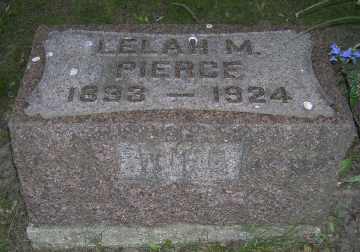 LELAH M.
PIERCE
1893 — 1924